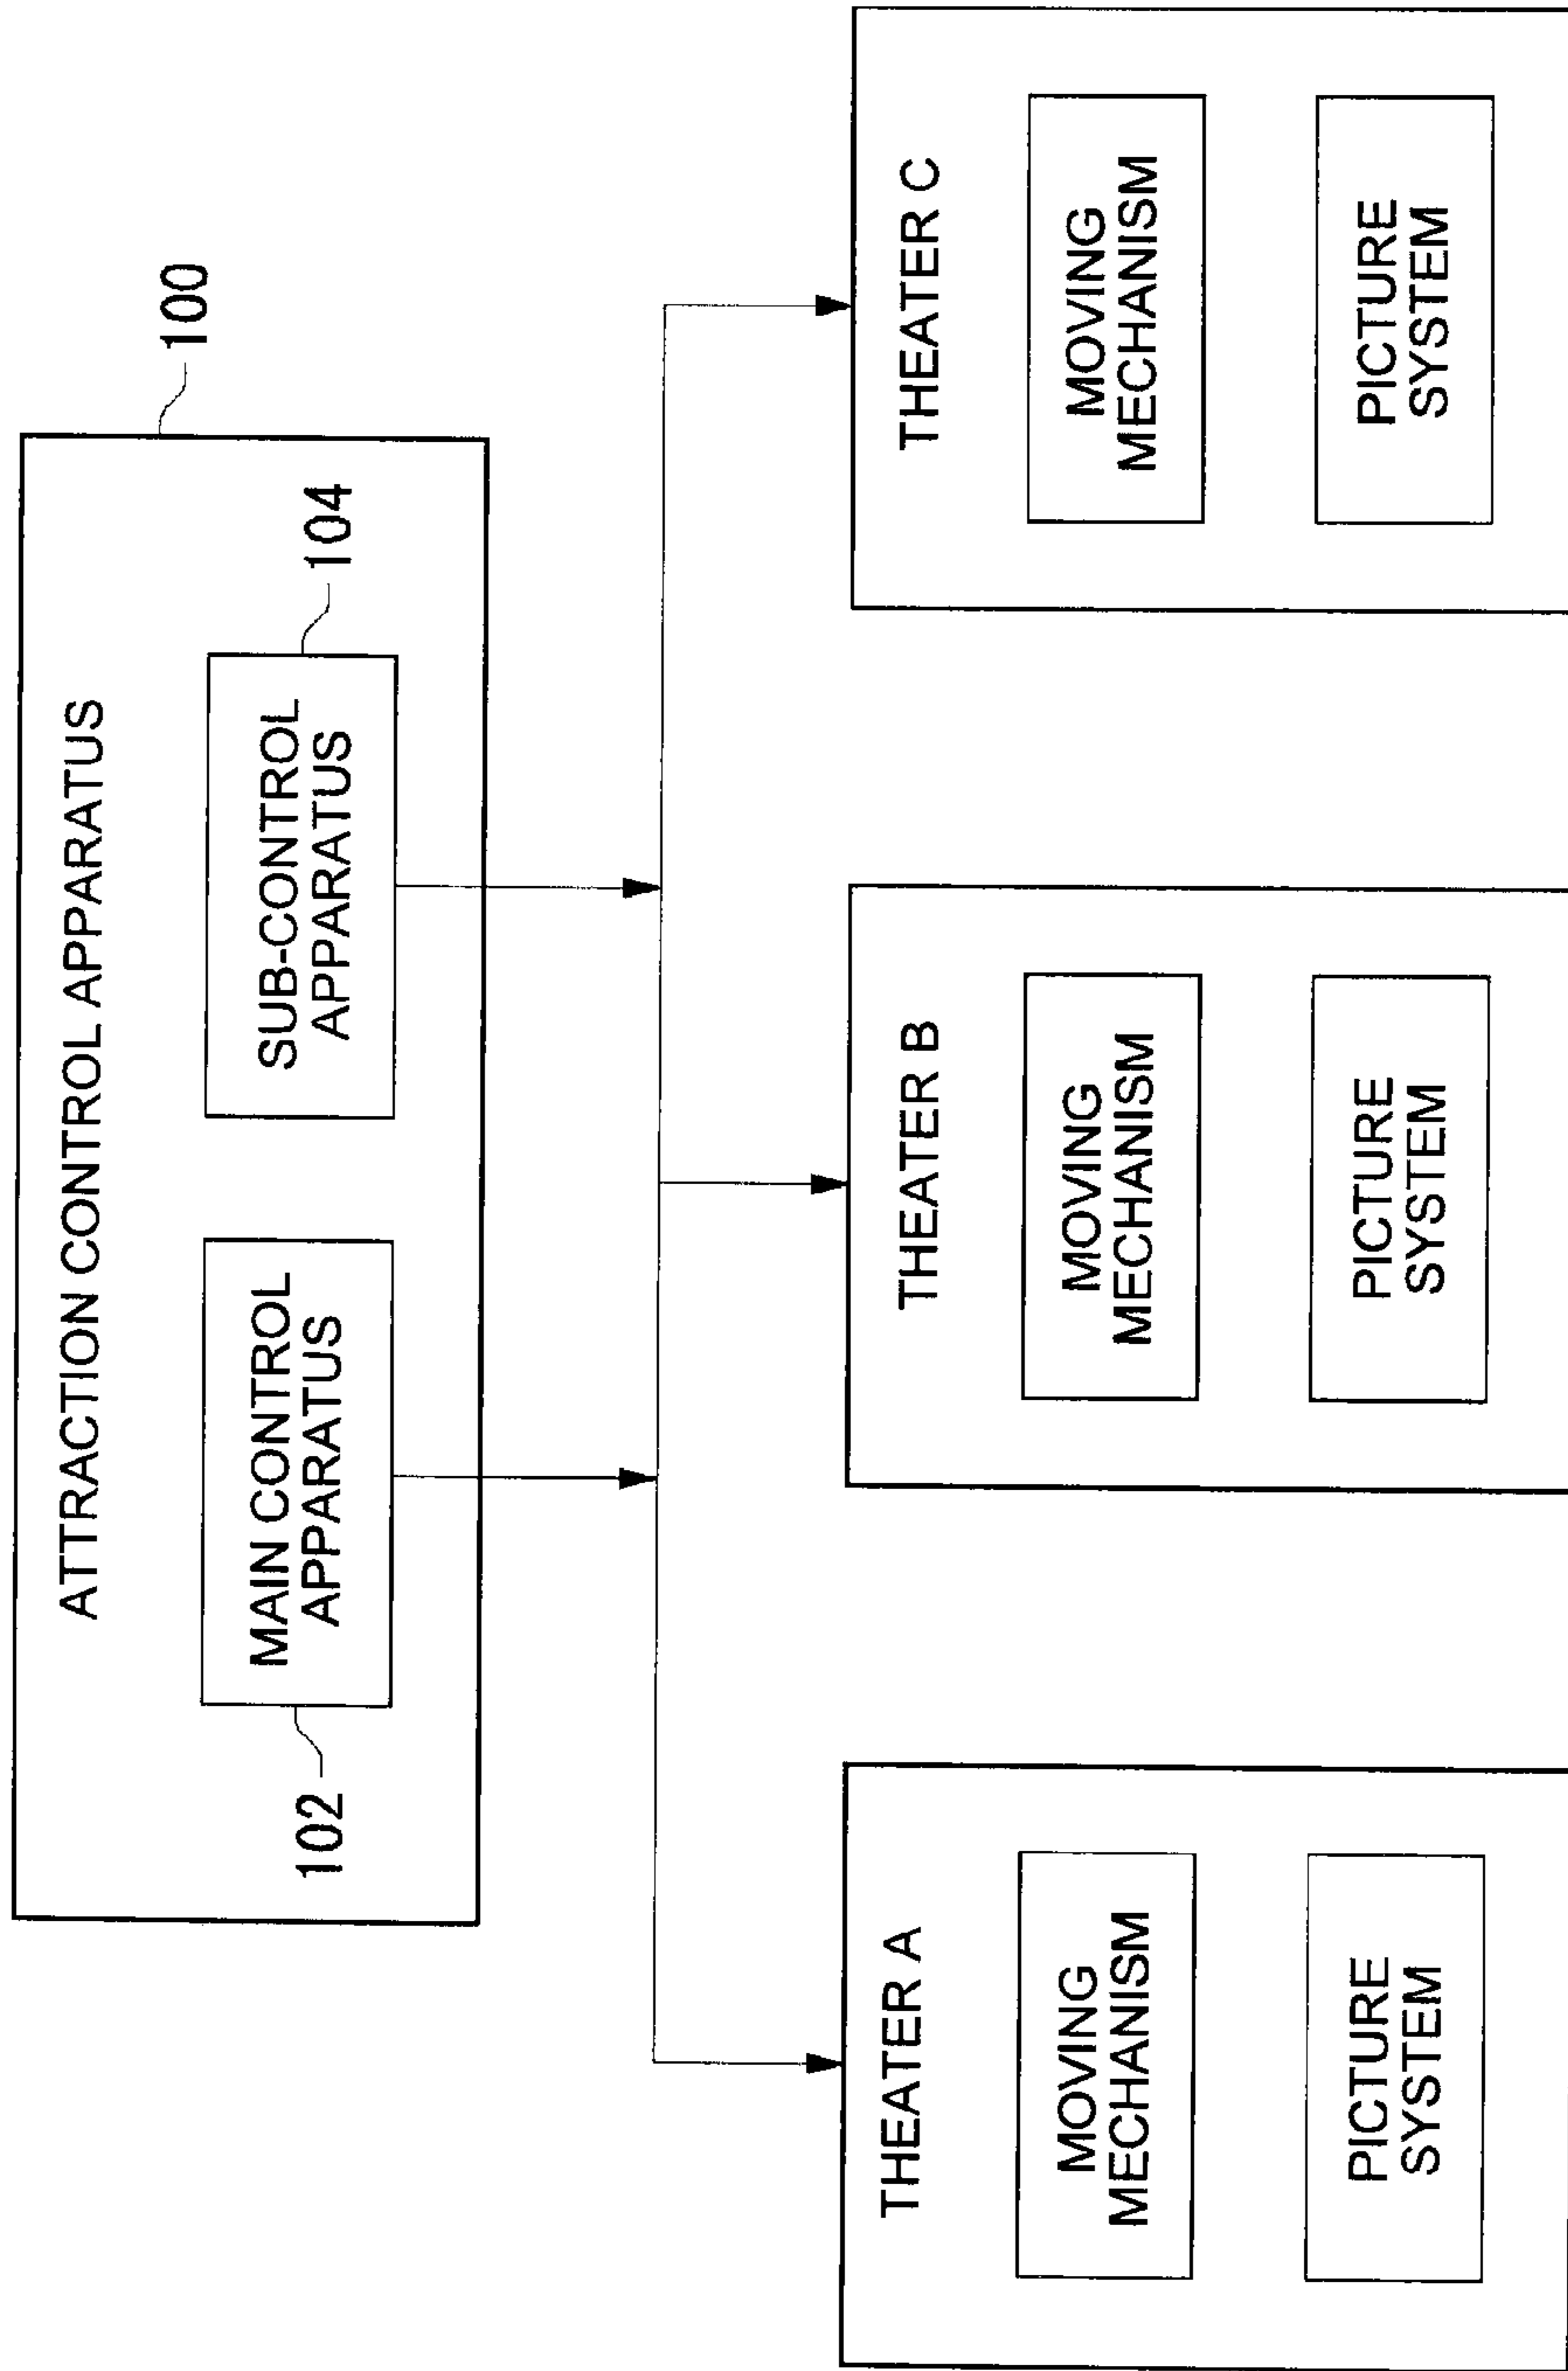 ATTRACTION CONTROL APPARATUS
100
102
MAIN CONTROL
APPARATUS
SUB-CONTROL
APPARATUS
104
THEATER A
MOVING
MECHANISM
PICTURE
SYSTEM
THEATER B
MOVING
MECHANISM
PICTURE
SYSTEM
THEATER C
MOVING
MECHANISM
PICTURE
SYSTEM